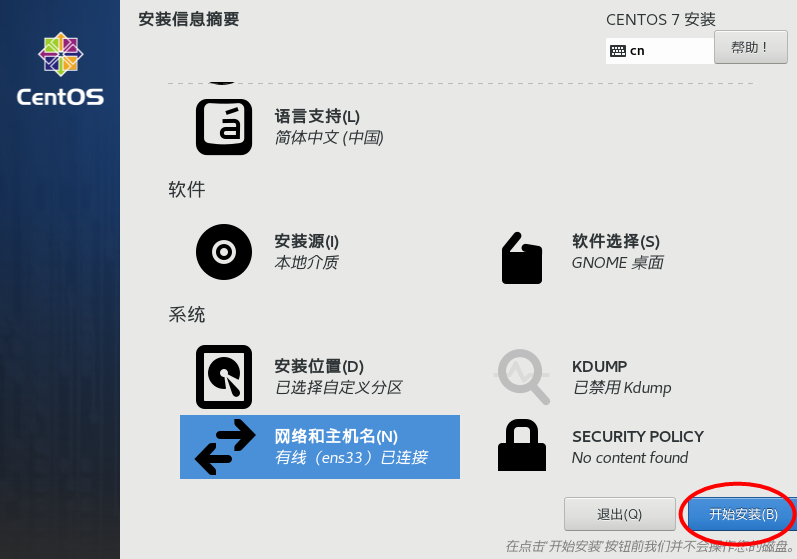 安装信息摘要
CENTOS 7 安装
cn
帮助！
CentOS
á
语言支持(L)
简体中文 (中国)
软件
安装源(I)
本地介质
软件选择(S)
GNOME 桌面
系统
安装位置(D)
已选择自定义分区
KDUMP
已禁用 Kdump
网络和主机名(N)
有线（ens33）已连接
SECURITY POLICY
No content found
退出(Q)
开始安装(B)
在点击'开始安装'按钮前我们并不会操作您的磁盘。